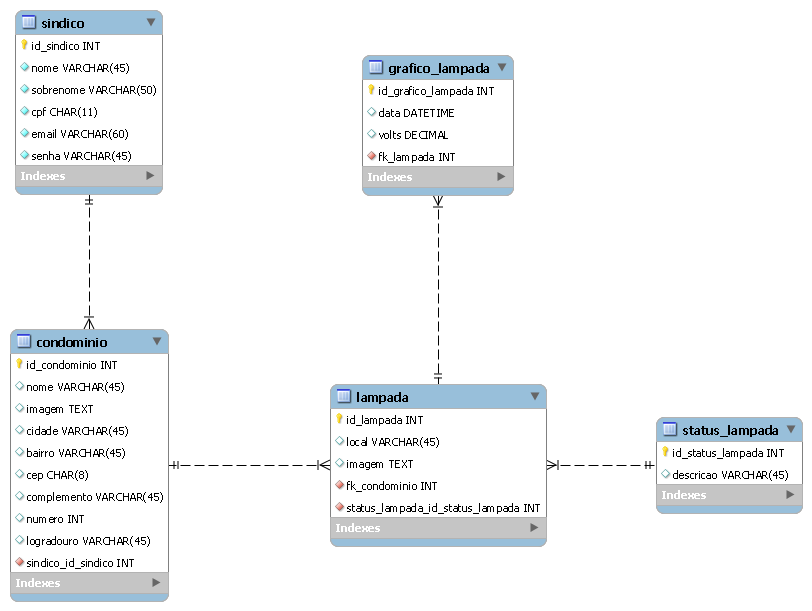 sindico
id_sindico INT
nome VARCHAR(45)
sobrenome VARCHAR(50)
cpf CHAR(11)
email VARCHAR(60)
senha VARCHAR(45)
Indexes
grafico_lampada
id_grafico_lampada INT
data DATETIME
volts DECIMAL
fk_lampada INT
Indexes
condominio
id_condominio INT
nome VARCHAR(45)
imagem TEXT
cidade VARCHAR(45)
bairro VARCHAR(45)
cep CHAR(8)
complemento VARCHAR(45)
numero INT
logradouro VARCHAR(45)
sindico_id_sindico INT
Indexes
lampada
id_lampada INT
local VARCHAR(45)
imagem TEXT
fk_condominio INT
status_lampada_id_status_lampada INT
Indexes
status_lampada
id_status_lampada INT
descricao VARCHAR(45)
Indexes